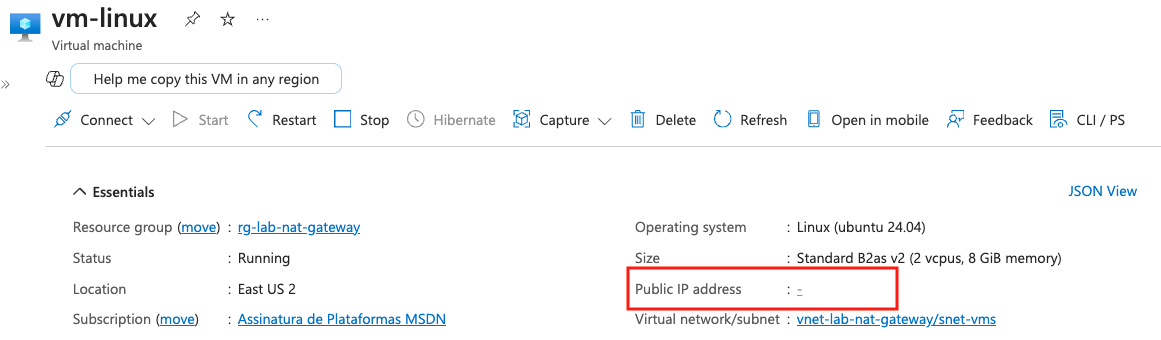 vm-linux
Virtual machine
Help me copy this VM in any region
Connect Start Restart Stop Hibernate Capture Delete Refresh Open in mobile Feedback CLI / PS
Essentials JSON View
Resource group (move) : rg-lab-nat-gateway
Status : Running
Location : East US 2
Subscription (move) : Assinatura de Plataformas MSDN
Operating system : Linux (ubuntu 24.04)
Size : Standard B2as v2 (2 vcpus, 8 GiB memory)
Public IP address : -
Virtual network/subnet : vnet-lab-nat-gateway/snet-vms